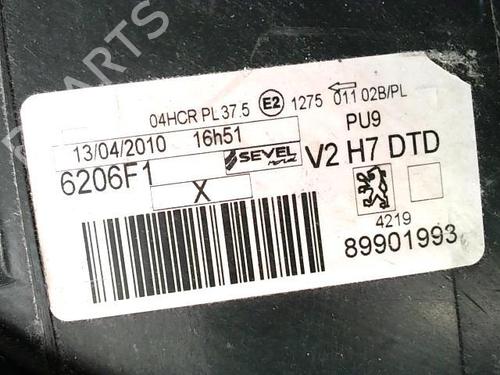 PARTS
04HCR PL 37.5 E2 1275 011 02B/PL
13/04/2010 16h51
PU9
6206F1
SEVEL
V2 H7 DTD
X
4219
89901993